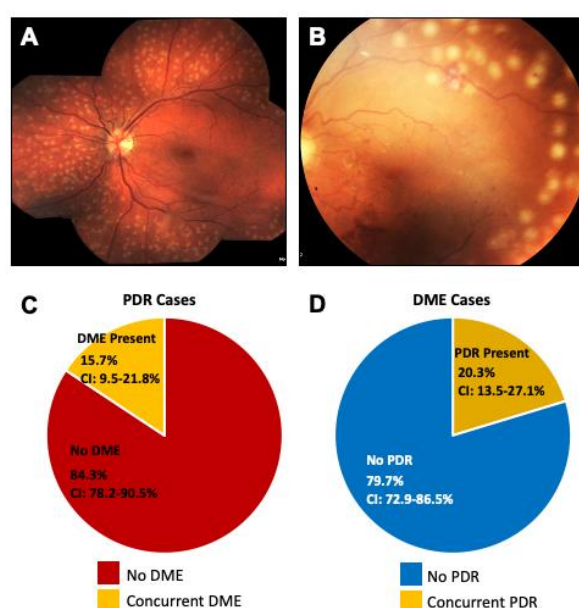 A
B
C
PDR Cases
DME Present
15.7%
CI: 9.5-21.8%
No DME
84.3%
CI: 78.2-90.5%
No DME
Concurrent DME
D
DME Cases
PDR Present
20.3%
CI: 13.5-27.1%
No PDR
79.7%
CI: 72.9-86.5%
No PDR
Concurrent PDR